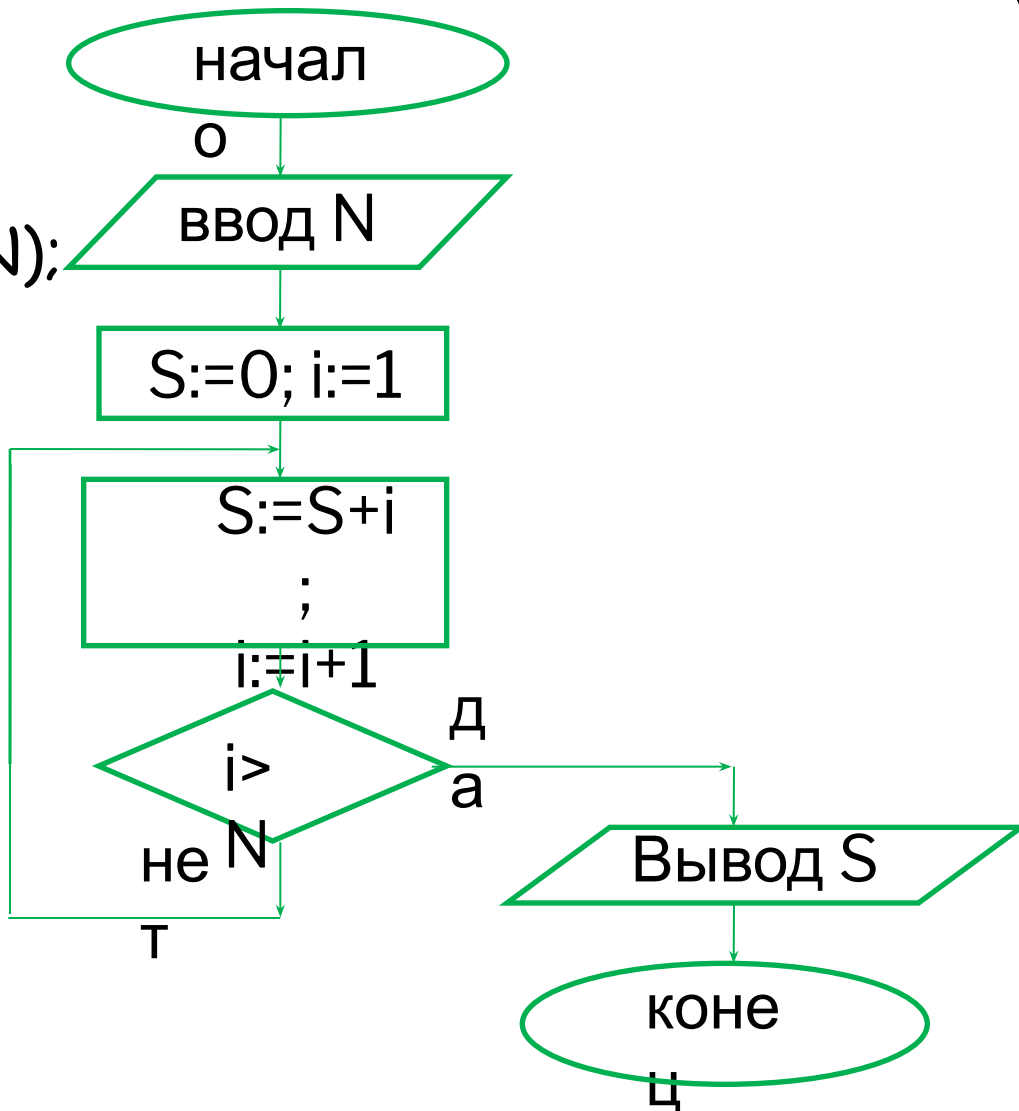 начал
о
ввод N
N);
S:=0; i:=1
S:=S+i
;
i:=i+1
д
а
i>
N
не
т
Вывод S
коне
ц